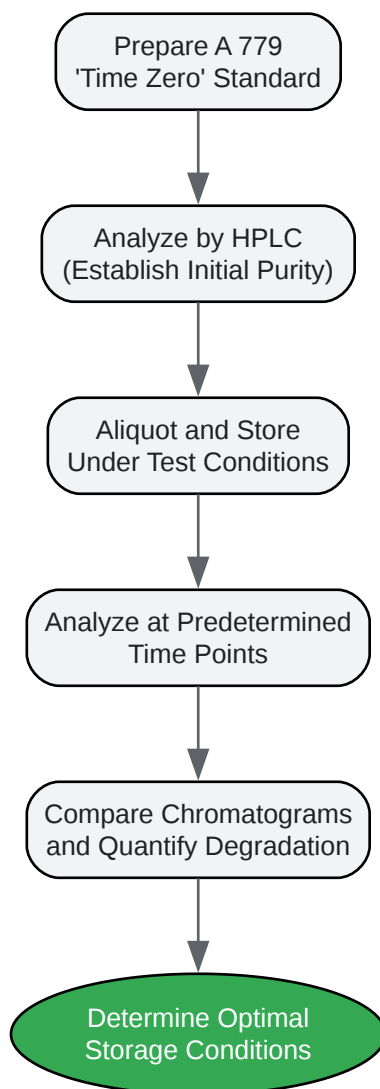 Prepare A 779
'Time Zero' Standard
Analyze by HPLC
(Establish Initial Purity)
Aliquot and Store
Under Test Conditions
Analyze at Predetermined
Time Points
Compare Chromatograms
and Quantify Degradation
Determine Optimal
Storage Conditions